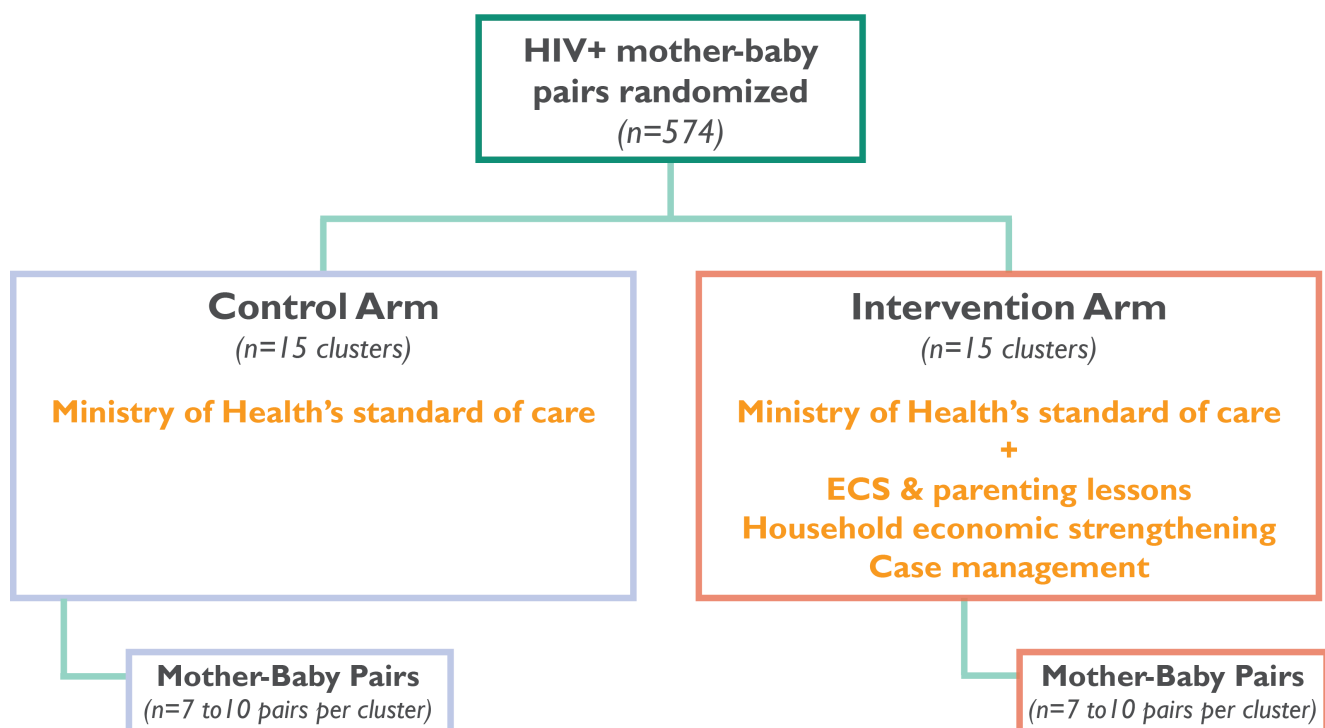 HIV+ mother-baby
pairs randomized
(n=574)
Control Arm
(n=15 clusters)
Ministry of Health’s standard of care
Intervention Arm
(n=15 clusters)
Ministry of Health’s standard of care
+
ECS & parenting lessons
Household economic strengthening
Case management
Mother-Baby Pairs
(n=7 to10 pairs per cluster)
Mother-Baby Pairs
(n=7 to10 pairs per cluster)